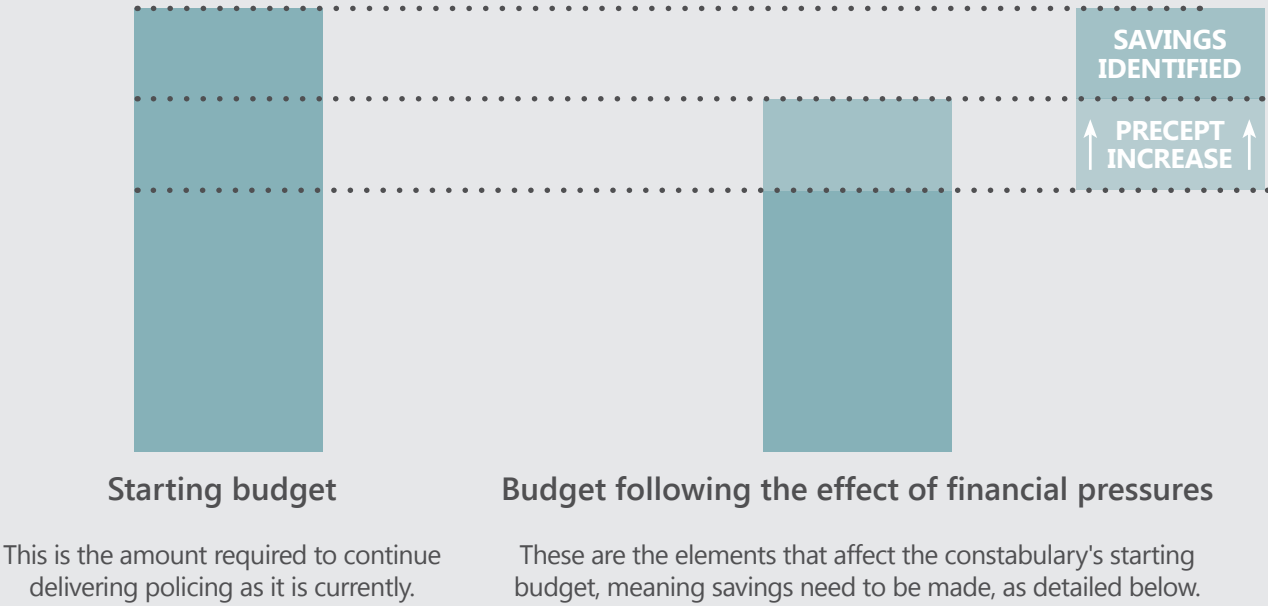 SAVINGS
IDENTIFIED
PRECEPT
INCREASE
Starting budget
This is the amount required to continue
delivering policing as it is currently.
Budget following the effect of financial pressures
These are the elements that affect the constabulary's starting
budget, meaning savings need to be made, as detailed below.